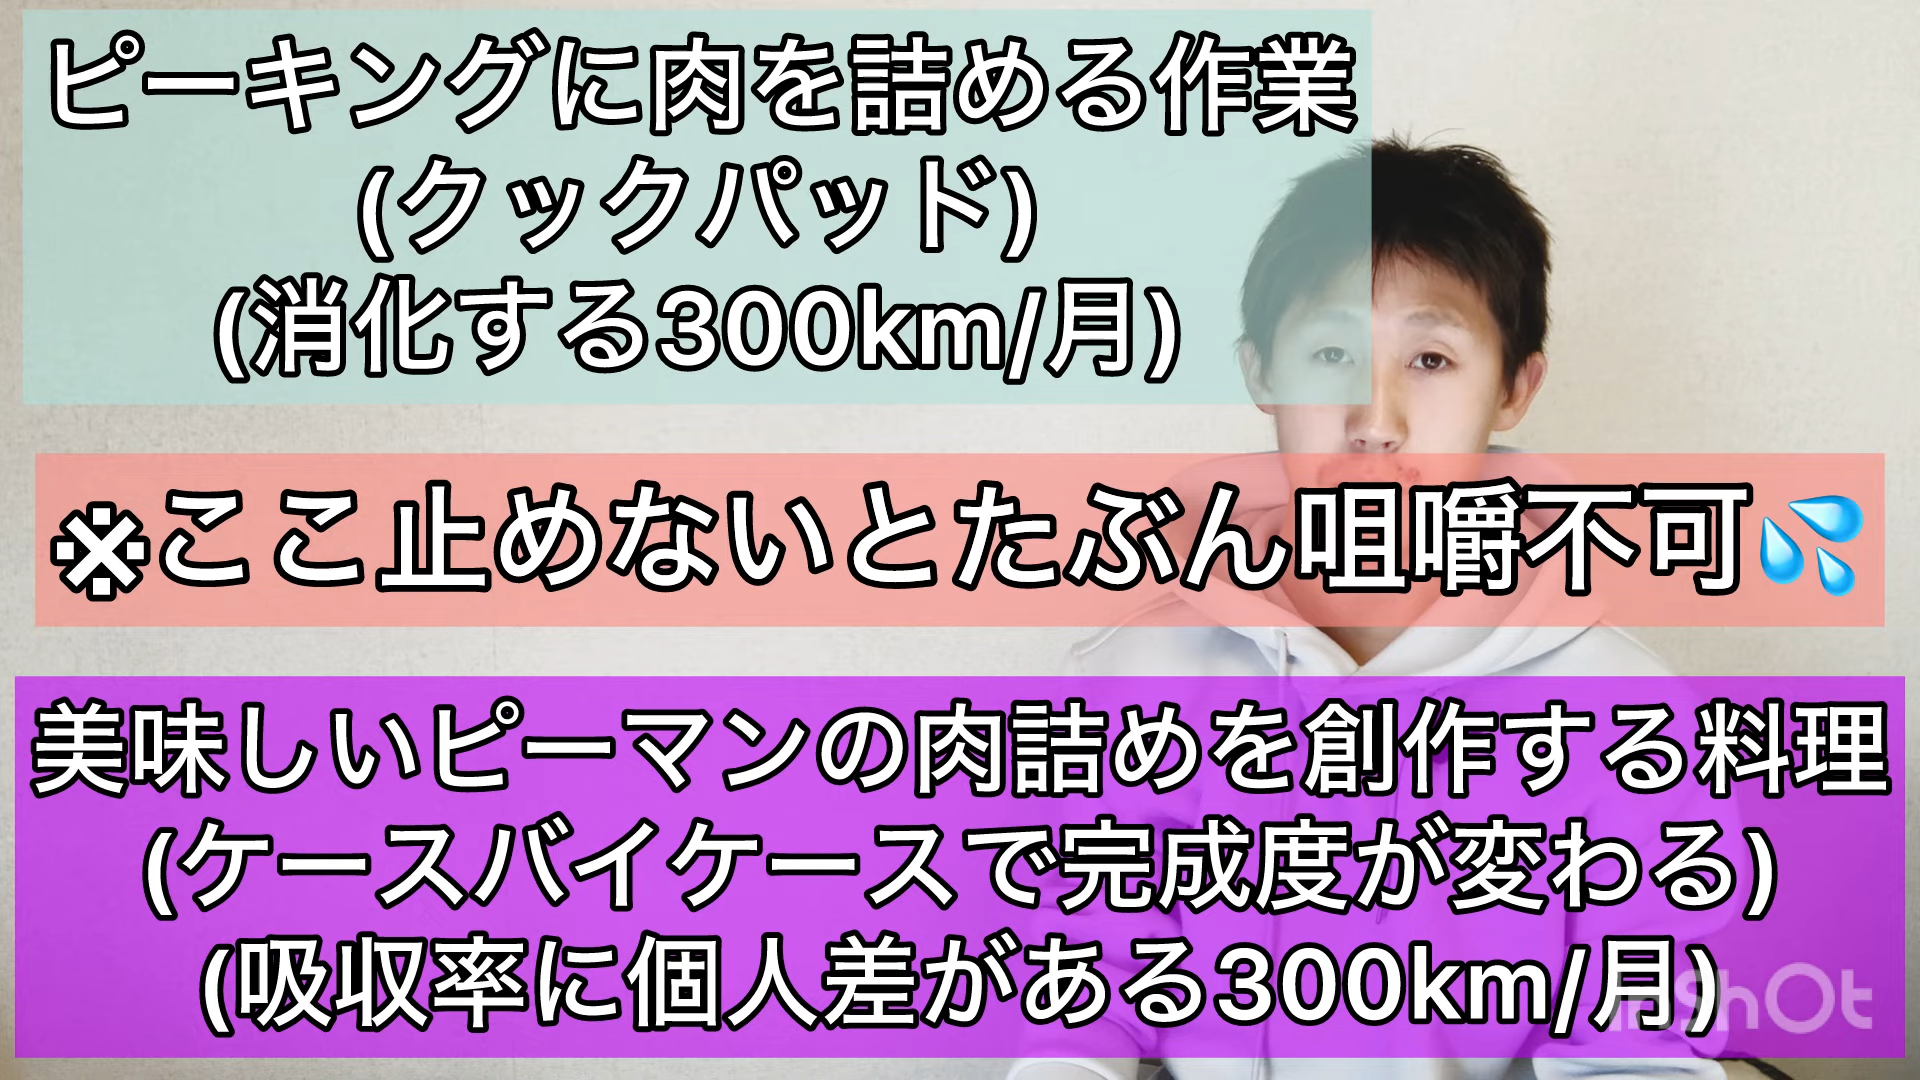 ピーキングに肉を詰める作業
(クックパッド)
(消化する300km/月)
※ここ止めないとたぶん咀嚼不可💦
美味しいピーマンの肉詰めを創作する料理
(ケースバイケースで完成度が変わる)
(吸収率に個人差がある300km/月)
InShOt